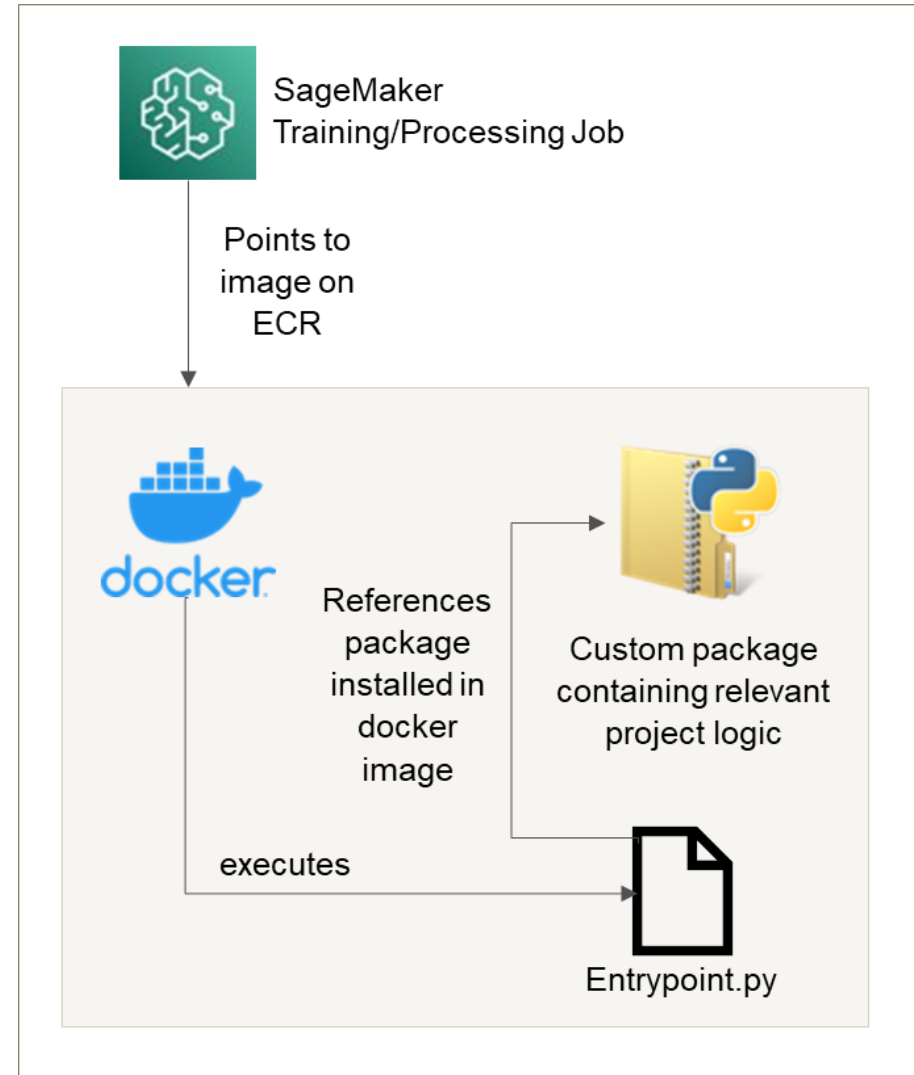 SageMaker
Training/Processing Job
Points to
image on
ECR
docker
References
package
installed in
docker
image
Custom package
containing relevant
project logic
executes
Entrypoint.py